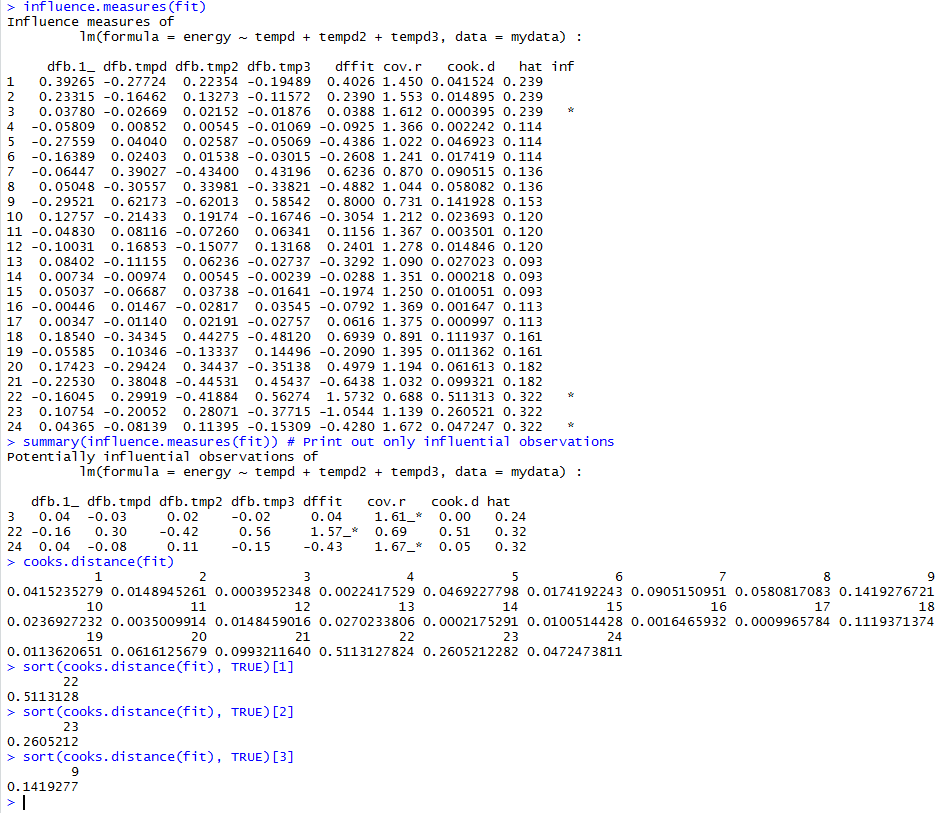 > influence.measures(fit)
Influence measures of
         lm(formula = energy ~ tempd + tempd2 + tempd3, data = mydata) :

     dfb.1_ dfb.tmpd dfb.tmp2 dfb.tmp3   dffit cov.r   cook.d   hat inf
1   0.39265 -0.27724  0.22354 -0.19489  0.4026 1.450 0.041524 0.239
2   0.23315 -0.16462  0.13273 -0.11572  0.2390 1.553 0.014895 0.239
3   0.03780 -0.02669  0.02152 -0.01876  0.0388 1.612 0.000395 0.239   *
4  -0.05809  0.00852  0.00545 -0.01069 -0.0925 1.366 0.002242 0.114
5  -0.27559  0.04040  0.02587 -0.05069 -0.4386 1.022 0.046923 0.114
6  -0.16389  0.02403  0.01538 -0.03015 -0.2608 1.241 0.017419 0.114
7  -0.06447  0.39027 -0.43400  0.43196  0.6236 0.870 0.090515 0.136
8   0.05048 -0.30557  0.33981 -0.33821 -0.4882 1.044 0.058082 0.136
9  -0.29521  0.62173 -0.62013  0.58542  0.8000 0.731 0.141928 0.153
10  0.12757 -0.21433  0.19174 -0.16746 -0.3054 1.212 0.023693 0.120
11 -0.04830  0.08116 -0.07260  0.06341  0.1156 1.367 0.003501 0.120
12 -0.10031  0.16853 -0.15077  0.13168  0.2401 1.278 0.014846 0.120
13  0.08402 -0.11155  0.06236 -0.02737 -0.3292 1.090 0.027023 0.093
14  0.00734 -0.00974  0.00545 -0.00239 -0.0288 1.351 0.000218 0.093
15  0.05037 -0.06687  0.03738 -0.01641 -0.1974 1.250 0.010051 0.093
16 -0.00446  0.01467 -0.02817  0.03545 -0.0792 1.369 0.001647 0.113
17  0.00347 -0.01140  0.02191 -0.02757  0.0616 1.375 0.000997 0.113
18  0.18540 -0.34345  0.44275 -0.48120  0.6939 0.891 0.111937 0.161
19 -0.05585  0.10346 -0.13337  0.14496 -0.2090 1.395 0.011362 0.161
20  0.17423 -0.29424  0.34437 -0.35138  0.4979 1.194 0.061613 0.182
21 -0.22530  0.38048 -0.44531  0.45437 -0.6438 1.032 0.099321 0.182
22 -0.16045  0.29919 -0.41884  0.56274  1.5732 0.688 0.511313 0.322   *
23  0.10754 -0.20052  0.28071 -0.37715 -1.0544 1.139 0.260521 0.322
24  0.04365 -0.08139  0.11395 -0.15309 -0.4280 1.672 0.047247 0.322   *
> summary(influence.measures(fit)) # Print out only influential observations
Potentially influential observations of
         lm(formula = energy ~ tempd + tempd2 + tempd3, data = mydata) :

   dfb.1_ dfb.tmpd dfb.tmp2 dfb.tmp3 dffit   cov.r   cook.d hat
3   0.04  -0.03     0.02    -0.02     0.04    1.61_*  0.00   0.24
22 -0.16   0.30    -0.42     0.56     1.57_*  0.69    0.51   0.32
24  0.04  -0.08     0.11    -0.15    -0.43    1.67_*  0.05   0.32
> cooks.distance(fit)
           1            2            3            4            5            6            7            8            9
0.0415235279 0.0148945261 0.0003952348 0.0022417529 0.0469227798 0.0174192243 0.0905150951 0.0580817083 0.1419276721
          10           11           12           13           14           15           16           17           18
0.0236927232 0.0035009914 0.0148459016 0.0270233806 0.0002175291 0.0100514428 0.0016465932 0.0009965784 0.1119371374
          19           20           21           22           23           24
0.0113620651 0.0616125679 0.0993211640 0.5113127824 0.2605212282 0.0472473811
> sort(cooks.distance(fit), TRUE)[1]
       22
0.5113128
> sort(cooks.distance(fit), TRUE)[2]
       23
0.2605212
> sort(cooks.distance(fit), TRUE)[3]
        9
0.1419277
>